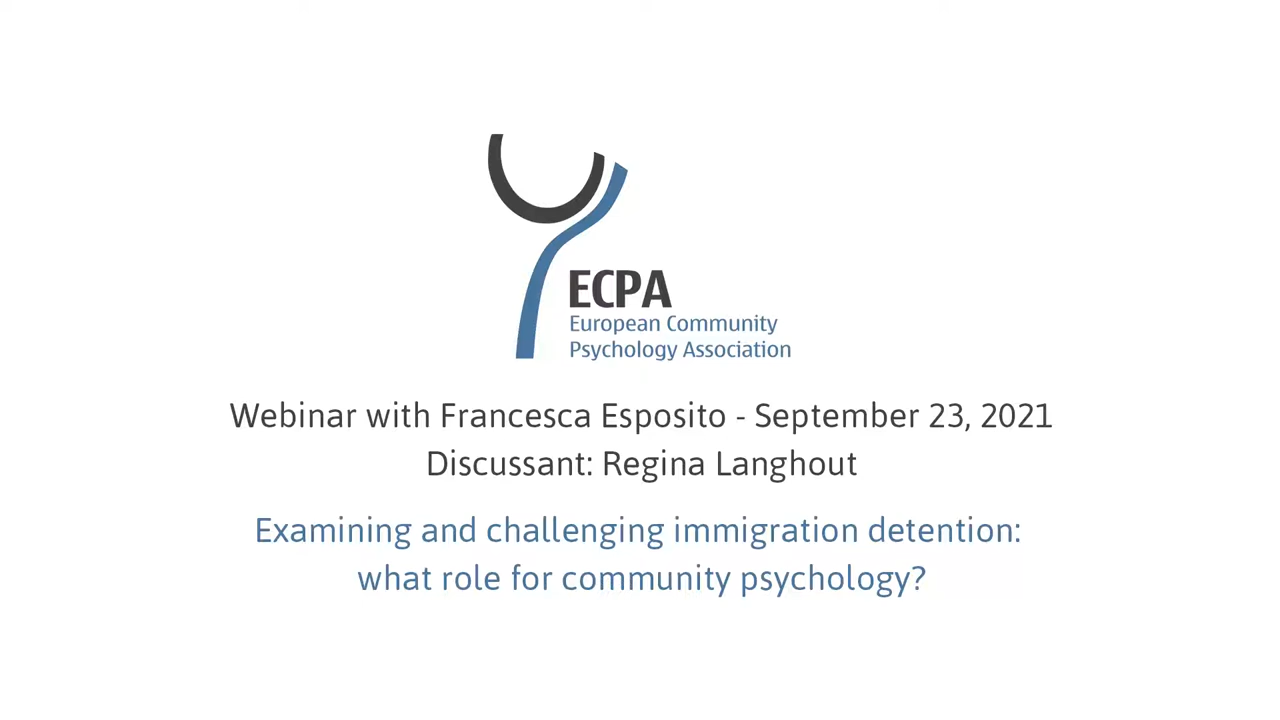 ECPA
European Community
Psychology Association
Webinar with Francesca Esposito - September 23, 2021
Discussant: Regina Langhout
Examining and challenging immigration detention:
what role for community psychology?